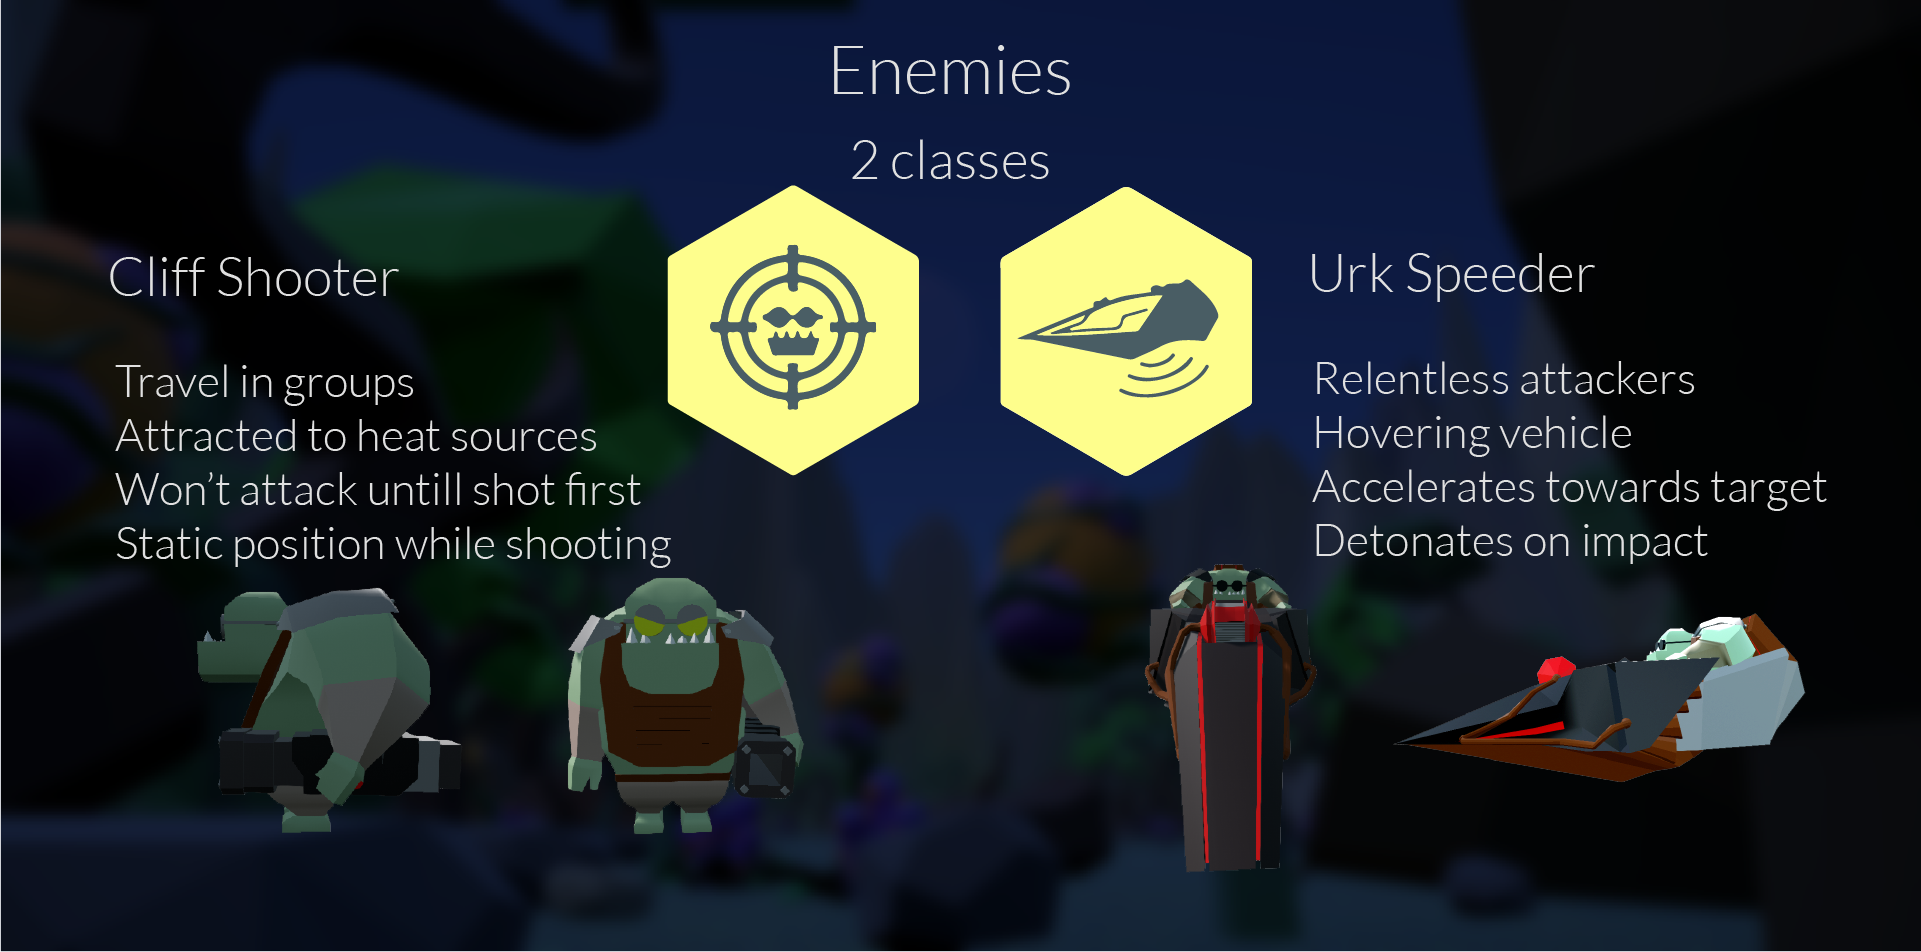 Enemies
2 classes
Cliff Shooter
Travel in groups
Attracted to heat sources
Won't attack untill shot first
Static position while shooting
Urk Speeder
Relentless attackers
Hovering vehicle
Accelerates towards target
Detonates on impact